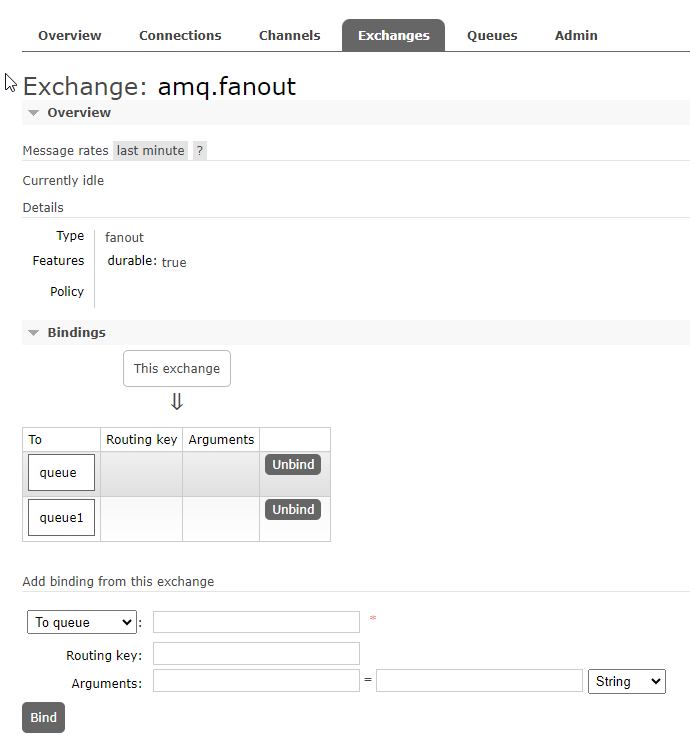 Overview Connections Channels Exchanges Queues Admin
Exchange: amq.fanout
Overview
Message rates last minute ?
Currently idle
Details
Type fanout
Features durable: true
Policy
Bindings
This exchange
⇓
To Routing key Arguments
queue Unbind
queue1 Unbind
Add binding from this exchange
To queue : *
Routing key:
Arguments: = String
Bind